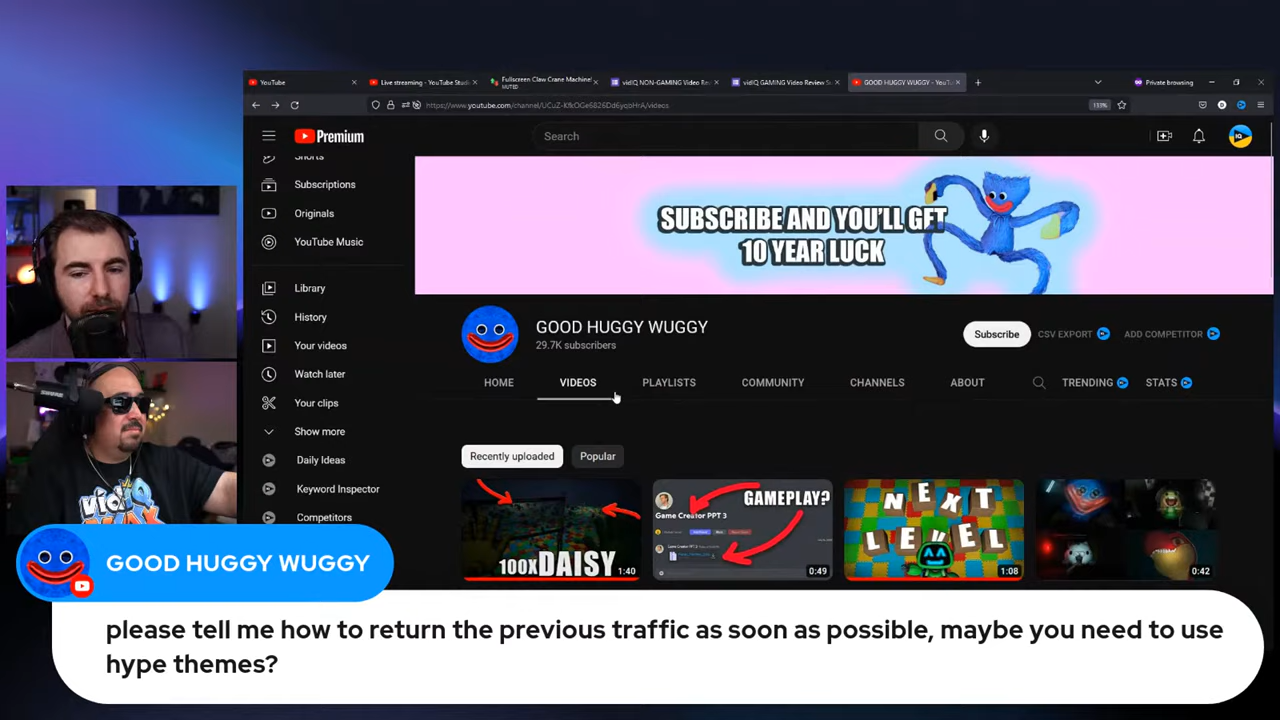 YouTube
Live streaming - YouTube Studio
Fullscreen Claw Crane Machine!
MUTED
vidIQ NON-GAMING Video Re
vidIQ GAMING Video Review S
GOOD HUGGY WUGGY - YouT
Private browsing
133%
Premium
Search
Shorts
Subscriptions
Originals
YouTube Music
Library
History
Your videos
Watch later
Your clips
Show more
Daily Ideas
Keyword Inspector
Competitors
SUBSCRIBE AND YOU'LL GET
10 YEAR LUCK
GOOD HUGGY WUGGY
29.7K subscribers
Subscribe
CSV EXPORT
ADD COMPETITOR
HOME
VIDEOS
PLAYLISTS
COMMUNITY
CHANNELS
ABOUT
TRENDING
STATS
Recently uploaded
Popular
100xDAISY
1:40
Game Creator PPT 3
GAMEPLAY?
0:49
NEXT
LEVEL
1:08
0:42
vidIQ
GOOD HUGGY WUGGY
please tell me how to return the previous traffic as soon as possible, maybe you need to use
hype themes?